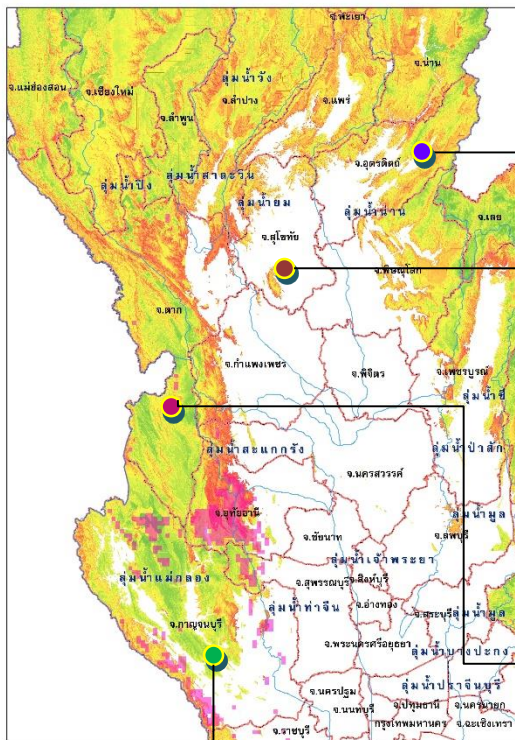 จ.พะเยา
จ.น่าน
ลุ่มน้ำวัง
จ.แม่ฮ่องสอน
จ.เชียงใหม่
จ.ลำปาง
จ.แพร่
จ.ลำพูน
จ.อุตรดิตถ์
ลุ่มน้ำสาละวิน
ลุ่มน้ำปิง
ลุ่มน้ำยม
ลุ่มน้ำน่าน
จ.เลย
จ.สุโขทัย
จ.พิษณุโลก
จ.ตาก
จ.กำแพงเพชร
จ.พิจิตร
จ.เพชรบูรณ์
ลุ่มน้ำชี
ลุ่มน้ำสะแกกรัง
ลุ่มน้ำป่าสัก
จ.นครสวรรค์
จ.อุทัยธานี
ลุ่มน้ำมูล
จ.ลพบุรี
จ.ชัยนาท
ลุ่มน้ำเจ้าพระยา
ลุ่มน้ำแม่กลอง
จ.สุพรรณบุรี
จ.สิงห์บุรี
ลุ่มน้ำท่าจีน
จ.อ่างทอง
จ.สระบุรี
ลุ่มน้ำมูล
จ.กาญจนบุรี
จ.พระนครศรีอยุธยา
ลุ่มน้ำบางปะกง
ลุ่มน้ำปราจีนบุรี
จ.นครปฐม
จ.ปทุมธานี
จ.นครนายก
จ.นนทบุรี
จ.ราชบุรี
กรุงเทพมหานคร
จ.ฉะเชิงเทรา